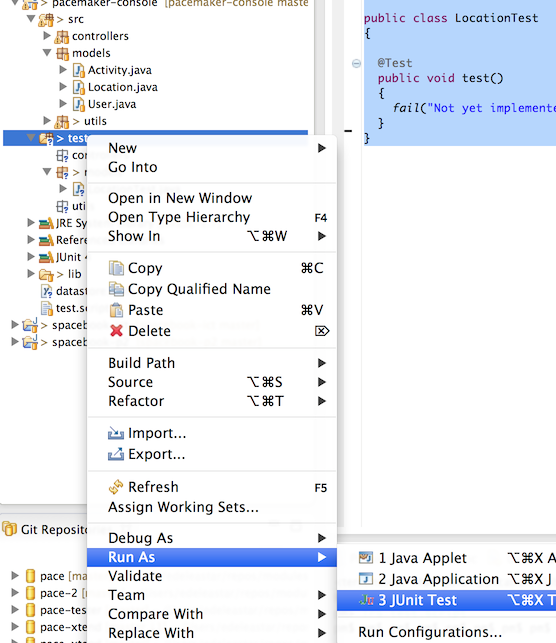 > pacemaker-console [pacemaker-console maste
> src
controllers
models
Activity.java
Location.java
User.java
> utils
> test
co
>
uti
JRE Sy
Refere
JUnit 4
> lib
datast
test.s
> spaceb
> spaceb
public class LocationTest
{
@Test
public void test()
{
fail("Not yet implemente
}
}
New
Go Into
Open in New Window
Open Type Hierarchy F4
Show In ⌥⌘W
Copy ⌘C
Copy Qualified Name
Paste ⌘V
Delete ⌦
Build Path
Source ⌥⌘S
Refactor ⌥⌘T
Import...
Export...
Refresh F5
Assign Working Sets...
Debug As
Run As
Validate
Team
Compare With
Replace With
1 Java Applet ⌥⌘X A
2 Java Application ⌥⌘X J
3 JUnit Test ⌥⌘X T
Run Configurations...
Git Reposito
pace [ma
pace-2
pace-tes
pace-xte